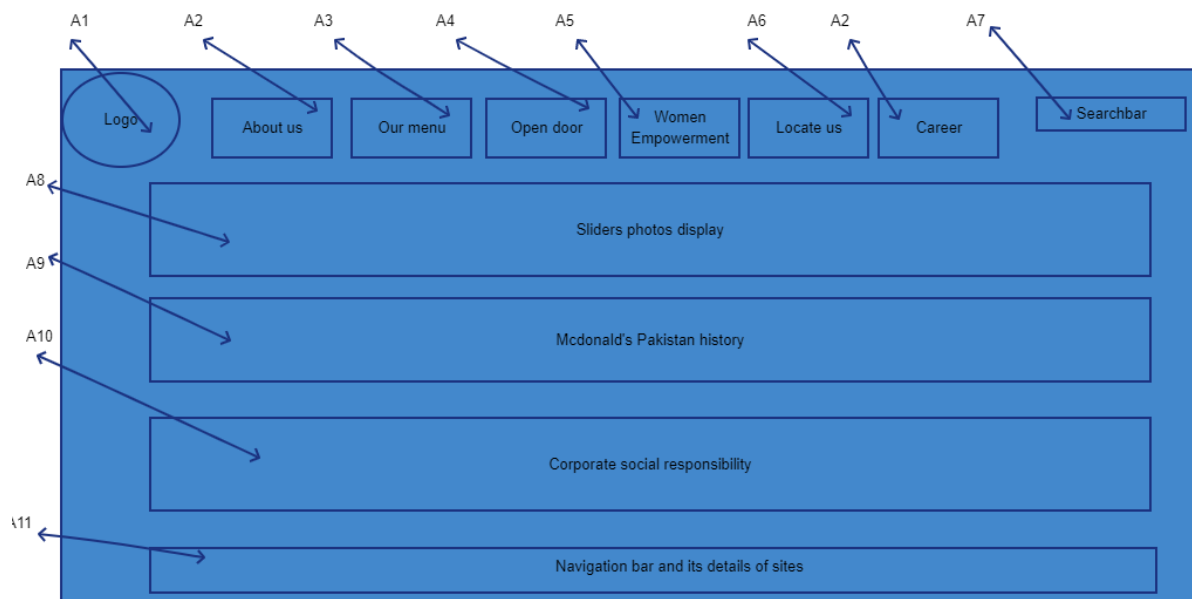 A1
A2
A3
A4
A5
A6
A2
A7
Logo
About us
Our menu
Open door
Women
Empowerment
Locate us
Career
Searchbar
A8
Sliders photos display
A9
Mcdonald's Pakistan history
A10
Corporate social responsibility
A11
Navigation bar and its details of sites